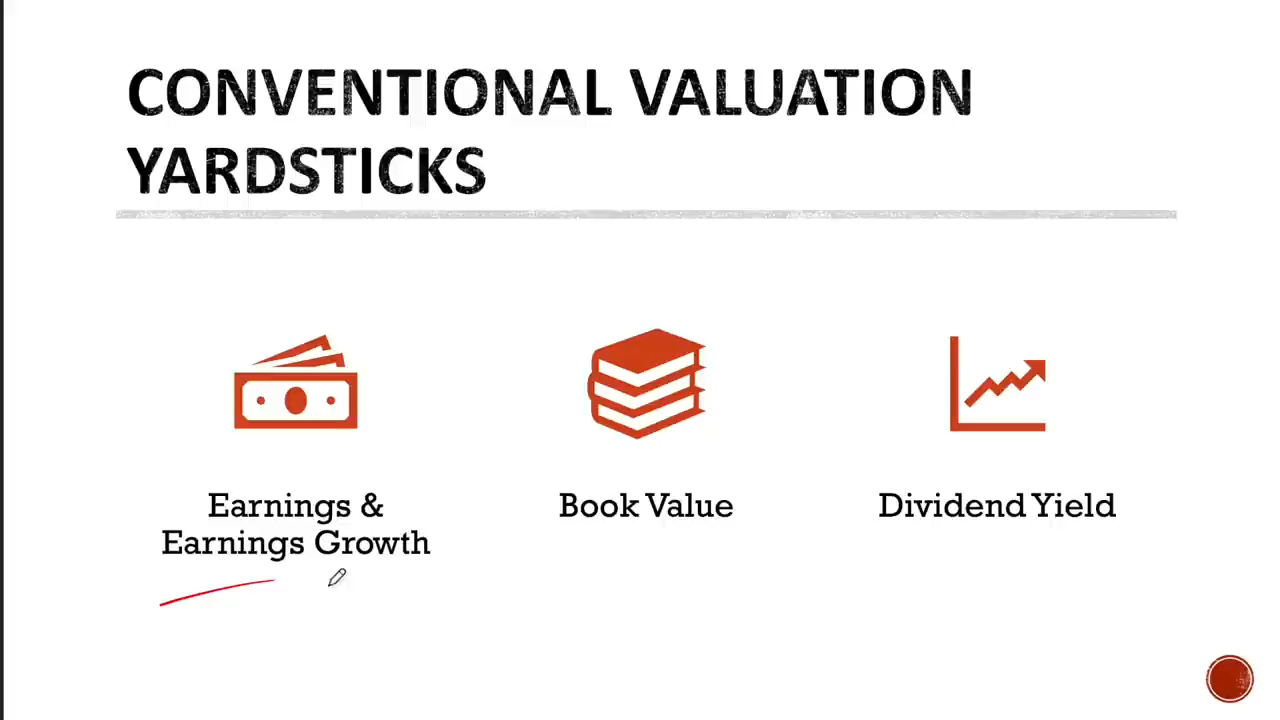 CONVENTIONAL VALUATION
YARDSTICKS
Earnings &
Earnings Growth
Book Value
Dividend Yield